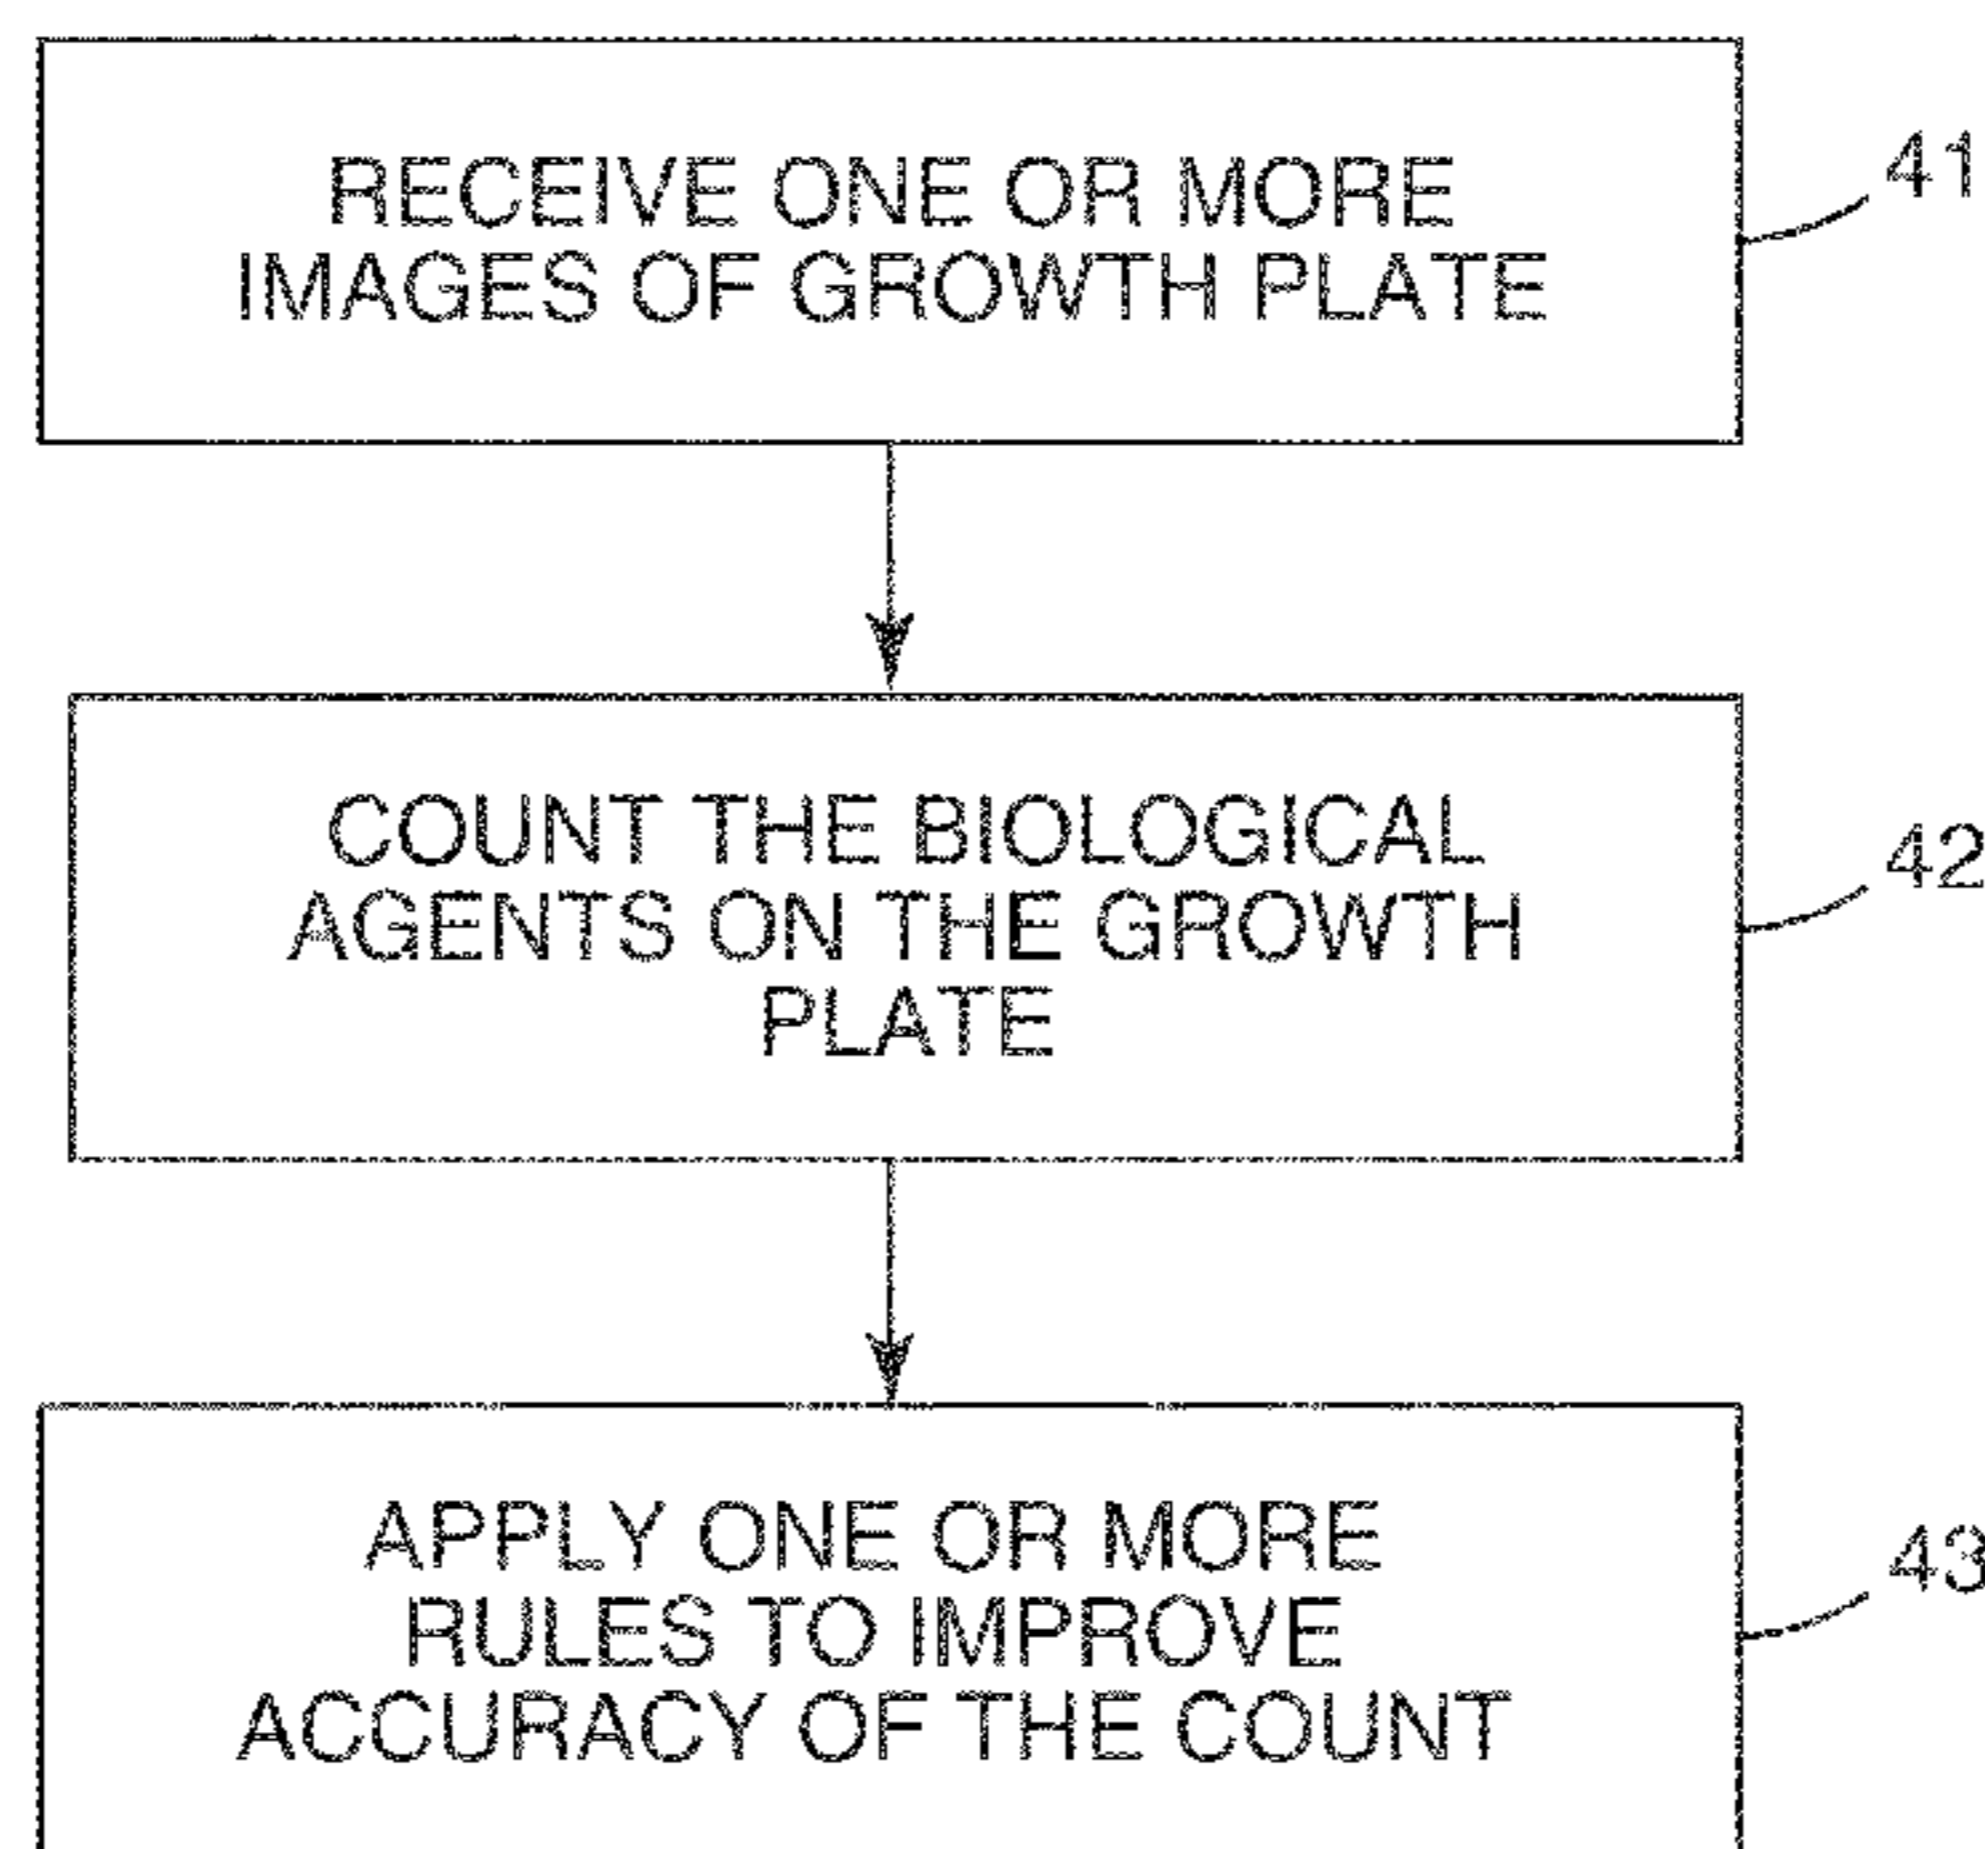 RECEIVE ONE OR MORE
IMAGES OF GROWTH PLATE
41
COUNT THE BIOLOGICAL
AGENTS ON THE GROWTH
PLATE
42
APPLY ONE OR MORE
RULES TO IMPROVE
ACCURACY OF THE COUNT
43